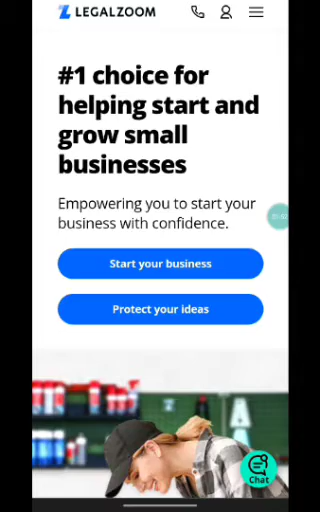 LEGALZOOM
#1 choice for
helping start and
grow small
businesses
Empowering you to start your
business with confidence.
Start your business
Protect your ideas
Chat